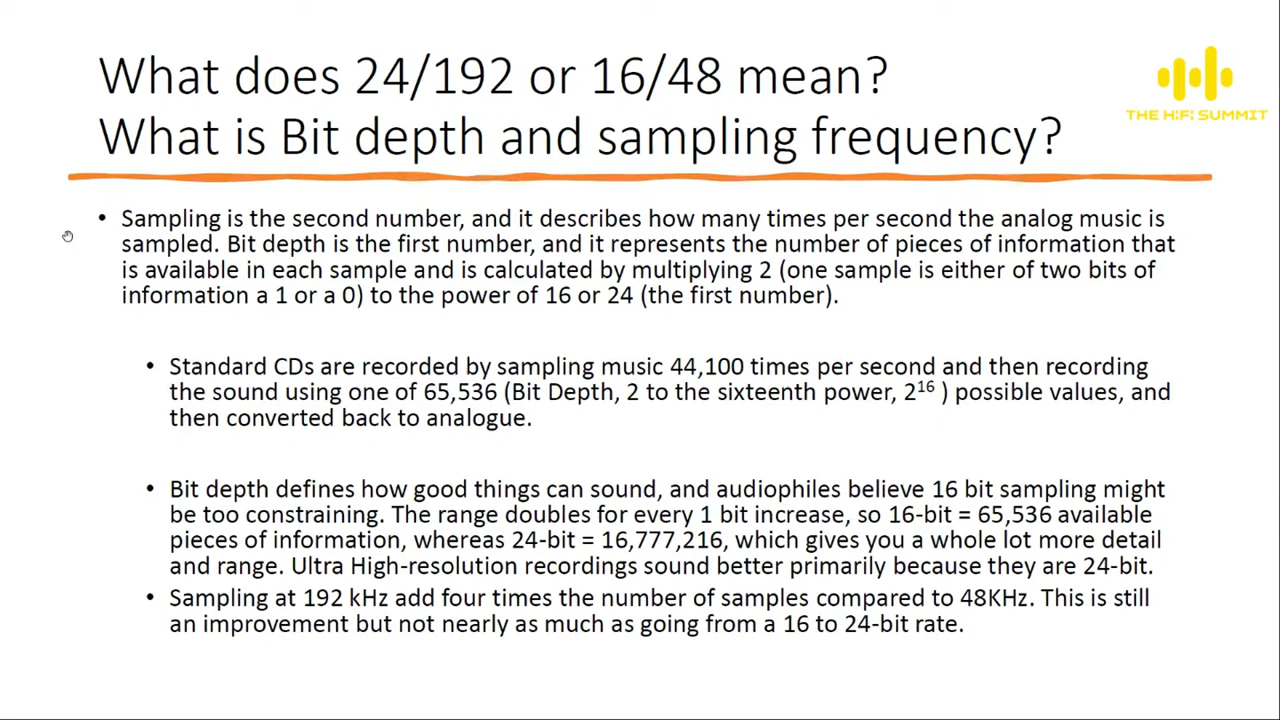 What does 24/192 or 16/48 mean?
What is Bit depth and sampling frequency?
THE HIFI SUMMIT
• Sampling is the second number, and it describes how many times per second the analog music is
sampled. Bit depth is the first number, and it represents the number of pieces of information that
is available in each sample and is calculated by multiplying 2 (one sample is either of two bits of
information a 1 or a 0) to the power of 16 or 24 (the first number).
• Standard CDs are recorded by sampling music 44,100 times per second and then recording
the sound using one of 65,536 (Bit Depth, 2 to the sixteenth power, 2¹⁶ ) possible values, and
then converted back to analogue.
• Bit depth defines how good things can sound, and audiophiles believe 16 bit sampling might
be too constraining. The range doubles for every 1 bit increase, so 16-bit = 65,536 available
pieces of information, whereas 24-bit = 16,777,216, which gives you a whole lot more detail
and range. Ultra High-resolution recordings sound better primarily because they are 24-bit.
• Sampling at 192 kHz add four times the number of samples compared to 48KHz. This is still
an improvement but not nearly as much as going from a 16 to 24-bit rate.